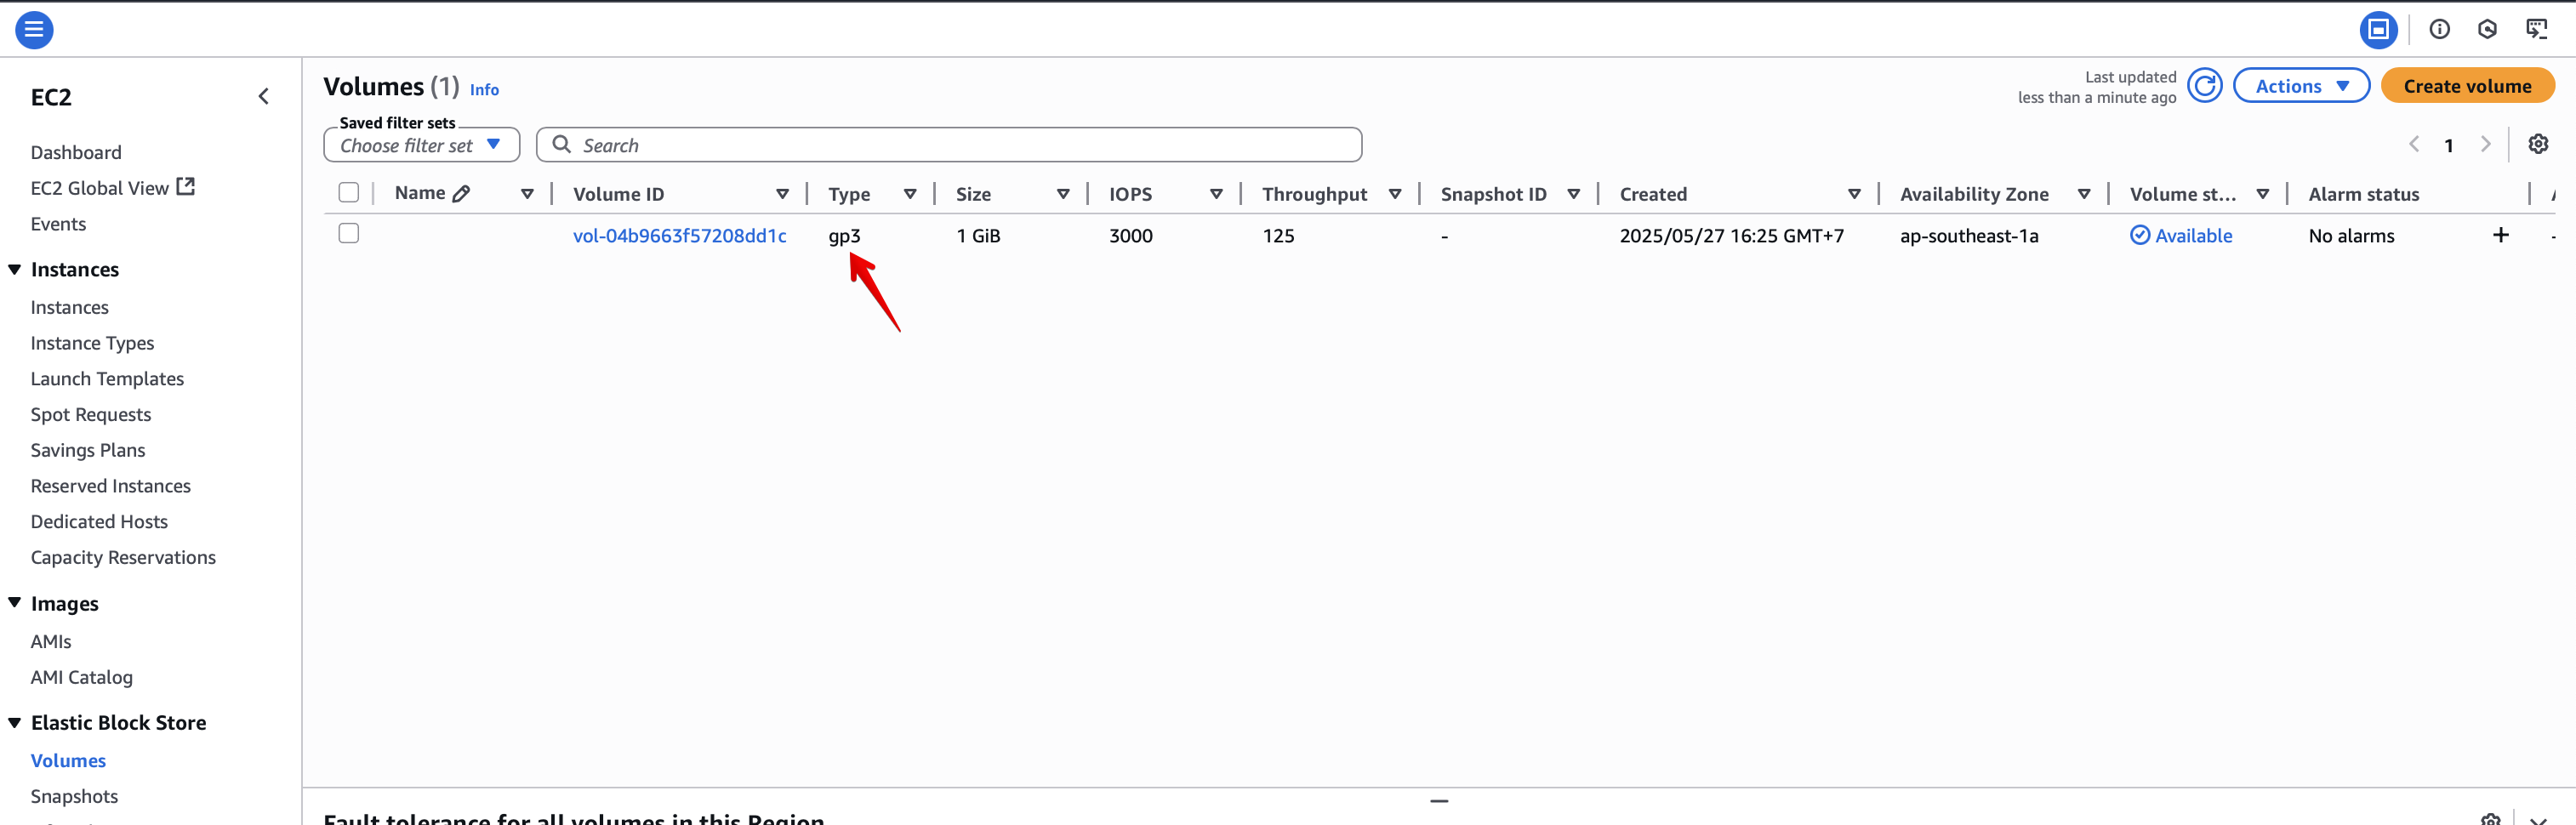 EC2
Dashboard
EC2 Global View
Events
Instances
Instances
Instance Types
Launch Templates
Spot Requests
Savings Plans
Reserved Instances
Dedicated Hosts
Capacity Reservations
Images
AMIs
AMI Catalog
Elastic Block Store
Volumes
Snapshots
Volumes (1) Info
Last updated
less than a minute ago
Actions
Create volume
Saved filter sets
Choose filter set
Search
1
Name Volume ID Type Size IOPS Throughput Snapshot ID Created Availability Zone Volume st... Alarm status
vol-04b9663f57208dd1c gp3 1 GiB 3000 125 - 2025/05/27 16:25 GMT+7 ap-southeast-1a Available No alarms + -
Fault tolerance for all volumes in this Region